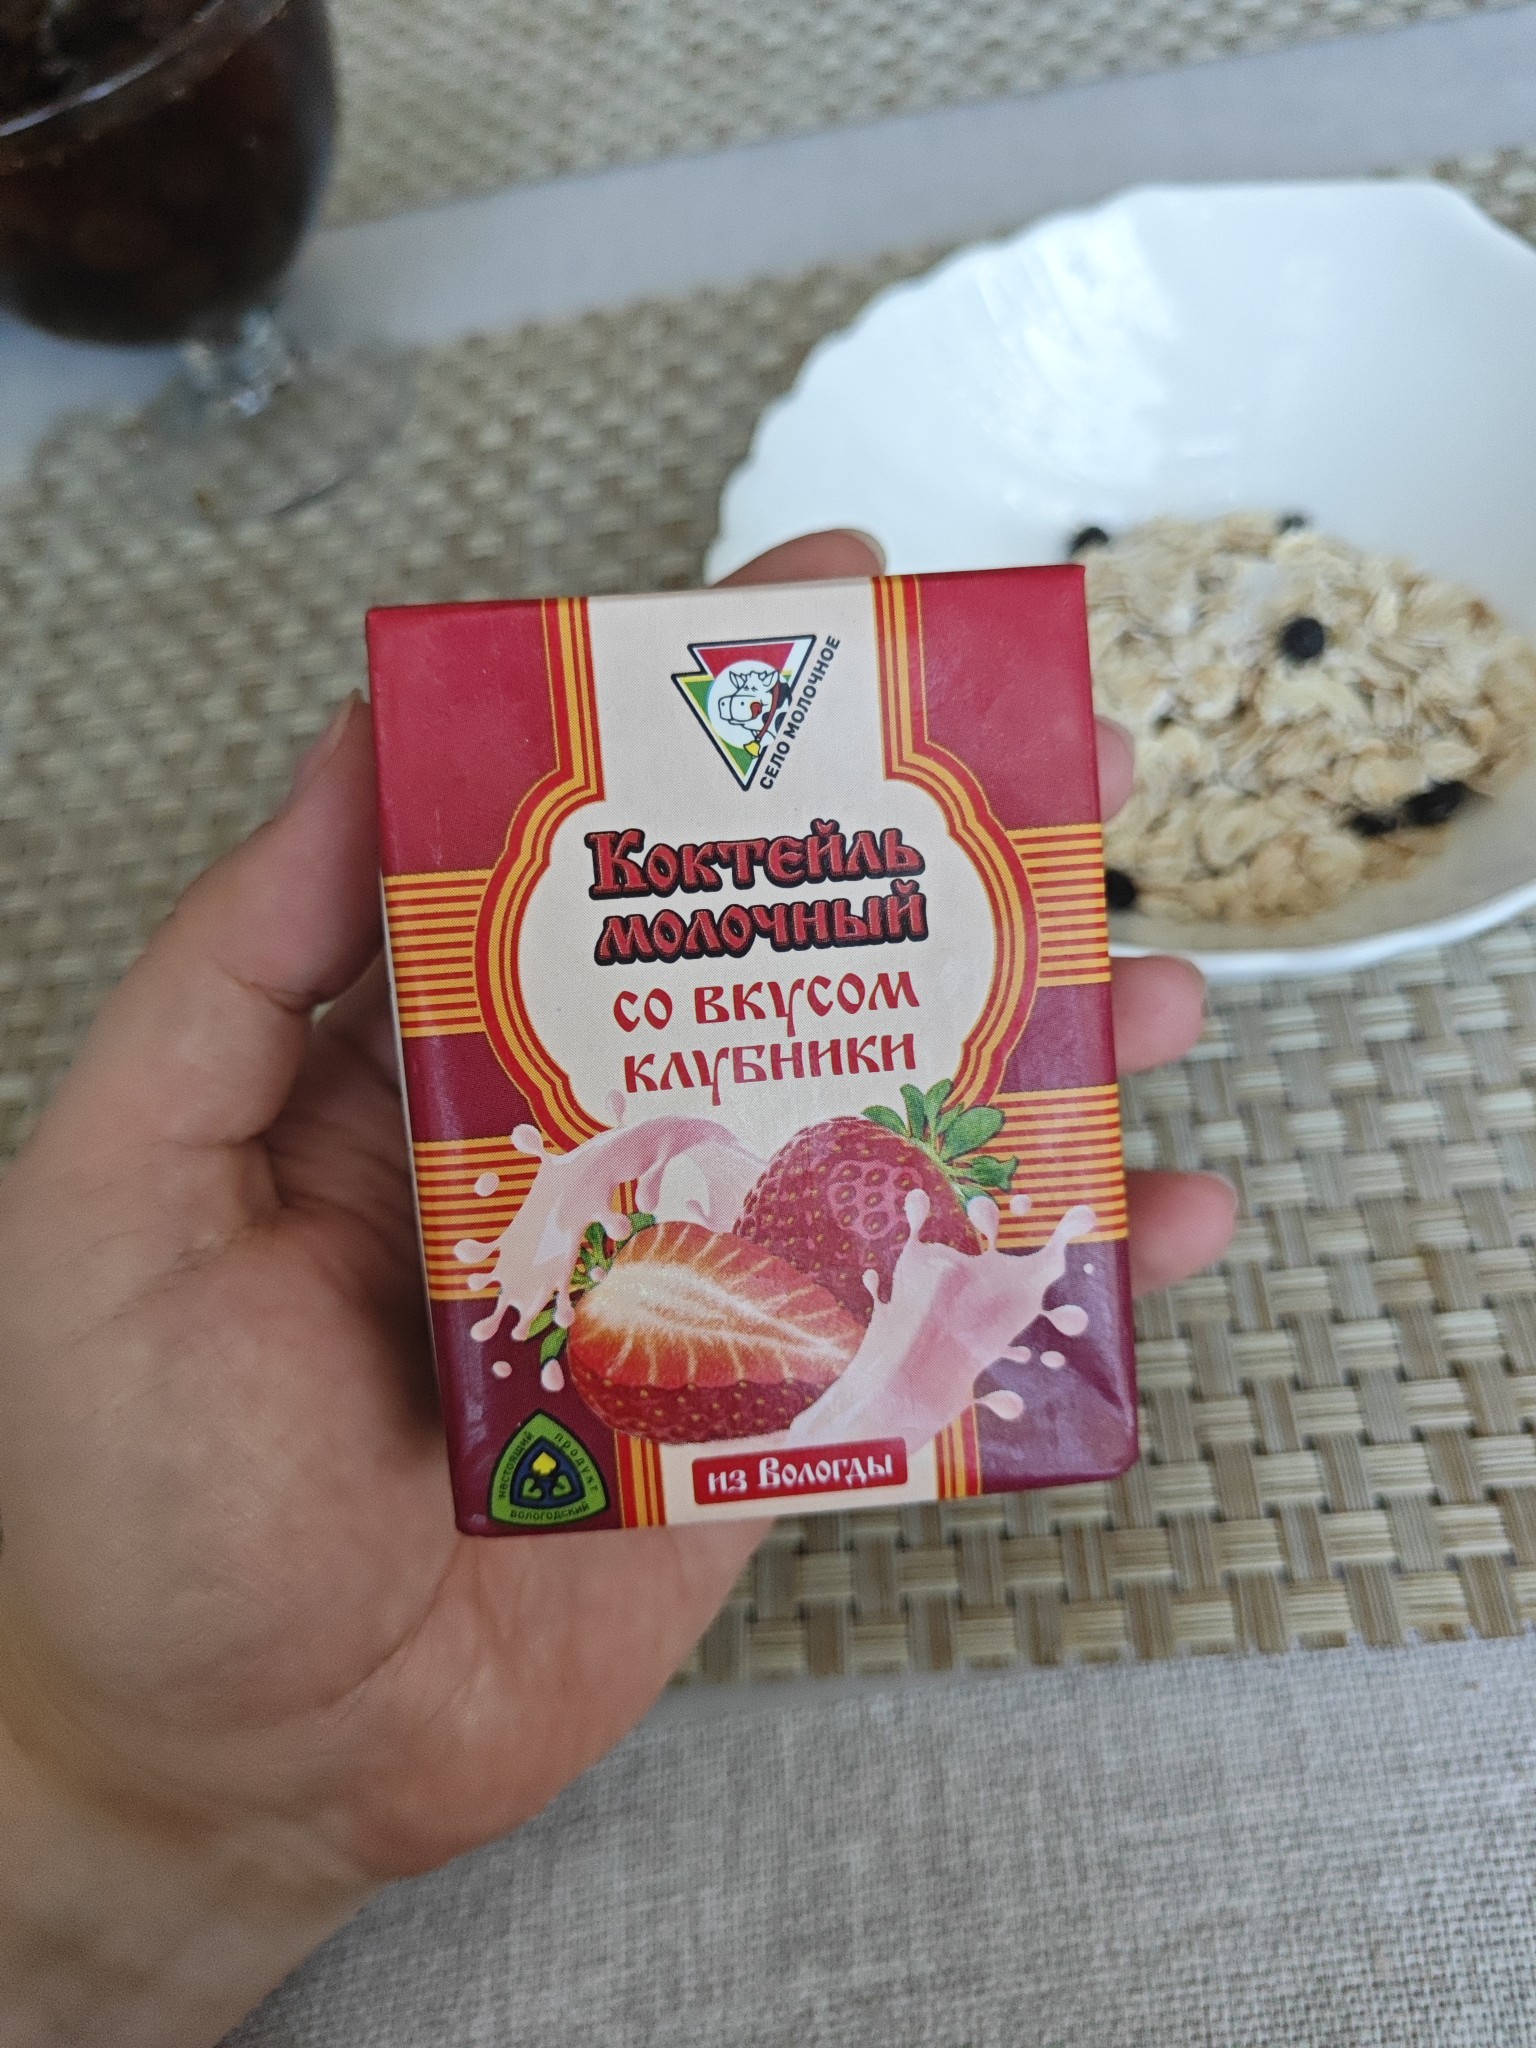 СЕЛО МОЛОЧНОЕ
Коктейль
молочный
со вкусом
клубники
из Вологды
настоящий
продукт
вологодский